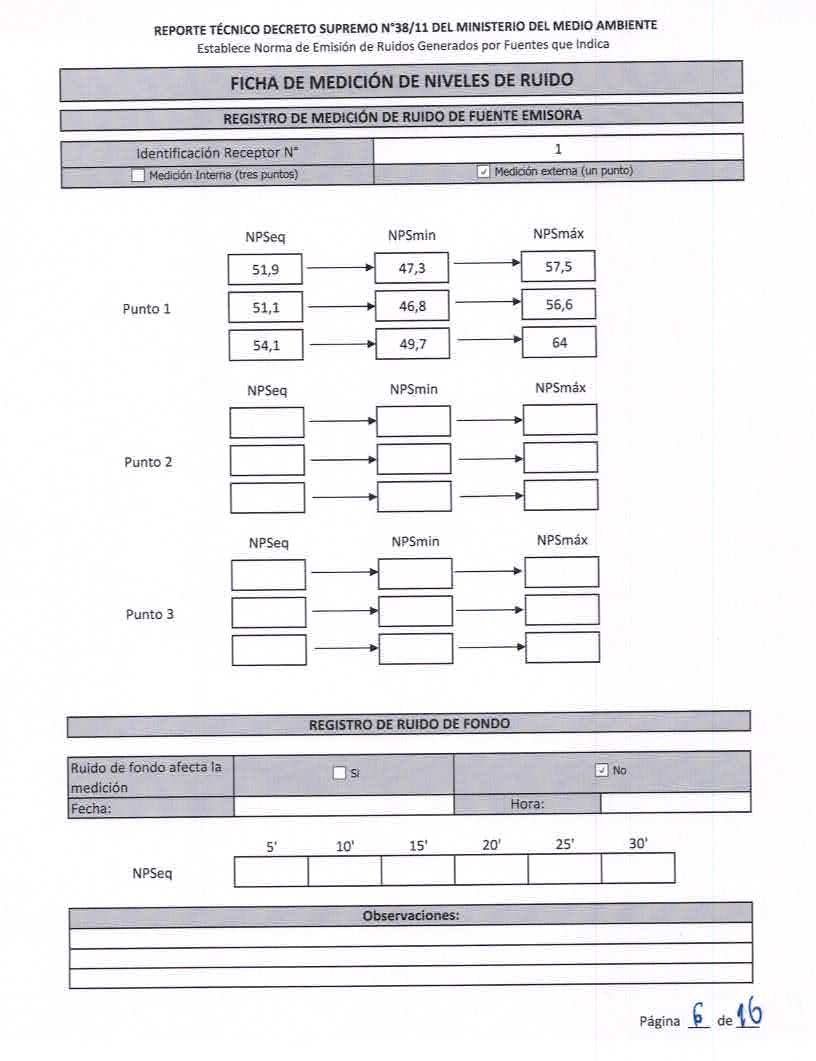 REPORTE TÉCNICO DECRETO SUPREMO N°38/11 DEL MINISTERIO DEL MEDIO AMBIENTE
Establece Norma de Emisión de Ruidos Generados por Fuentes que Indica
FICHA DE MEDICIÓN DE NIVELES DE RUIDO
REGISTRO DE MEDICIÓN DE RUIDO DE FUENTE EMISORA
Identificación Receptor N° 1
Medición Interna (tres puntos) ✓ Medición externa (un punto)
NPSeq NPSmin NPSmáx
51,9 47,3 57,5
Punto 1 51,1 46,8 56,6
54,1 49,7 64
NPSeq NPSmin NPSmáx
Punto 2
NPSeq NPSmin NPSmáx
Punto 3
REGISTRO DE RUIDO DE FONDO
Ruido de fondo afecta la
medición Si ✓ No
Fecha: Hora:
5' 10' 15' 20' 25' 30'
NPSeq
Observaciones:
Página 6 de 16